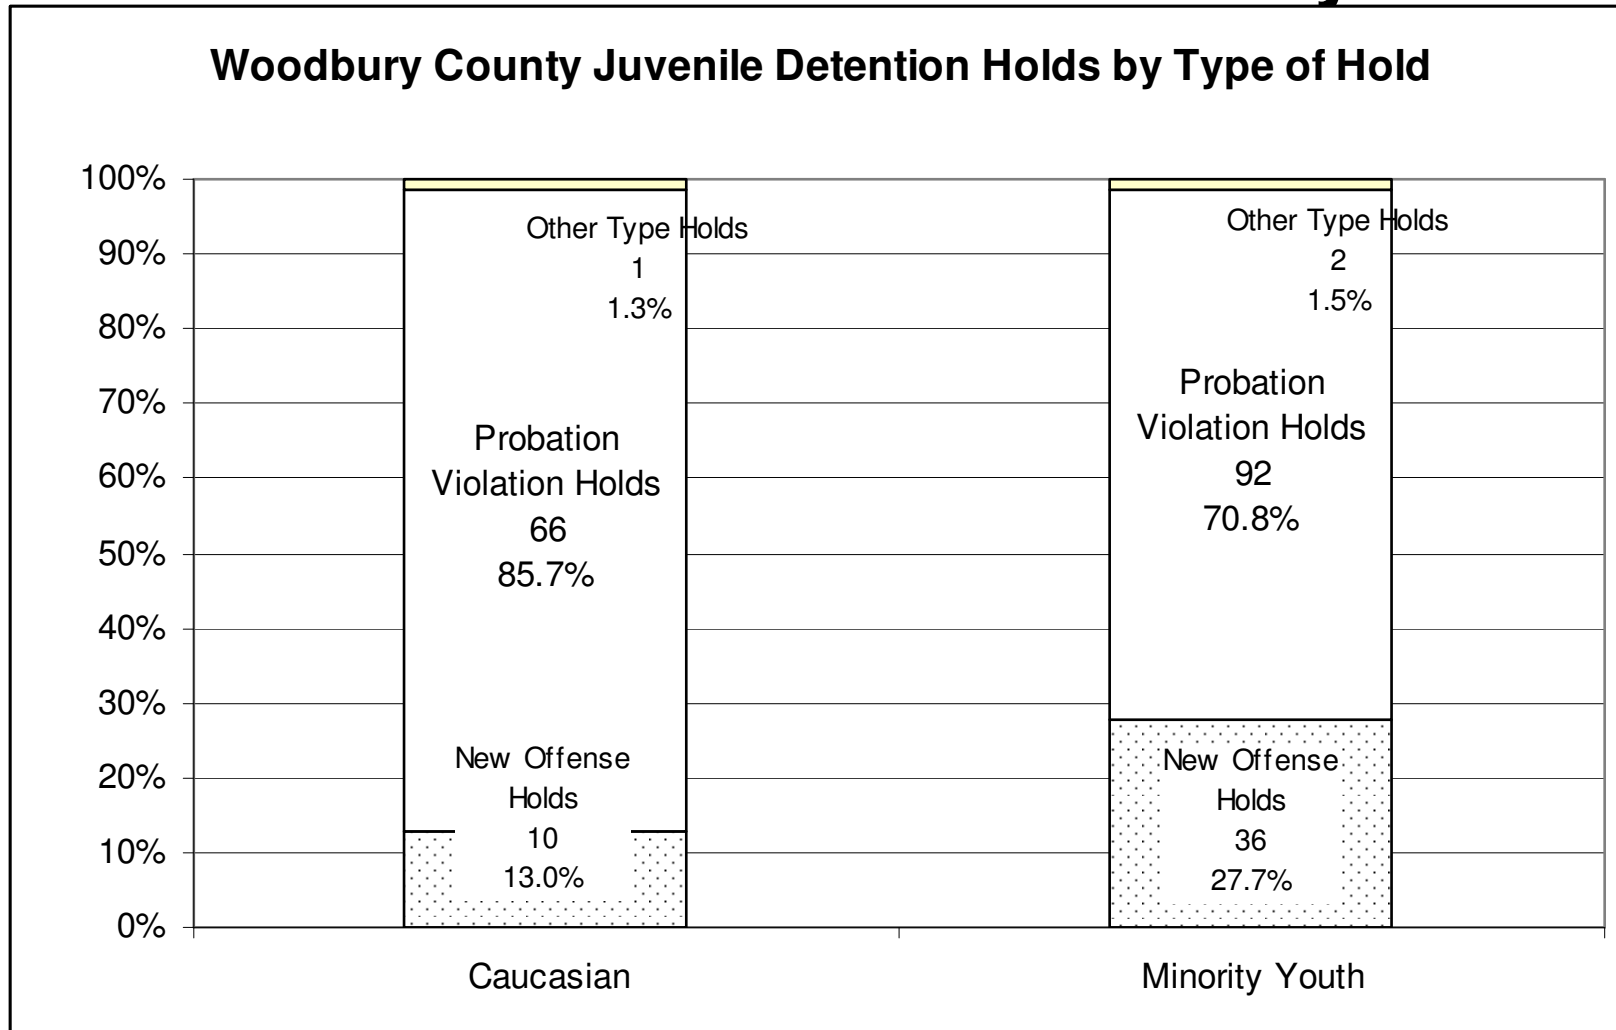 Woodbury County Juvenile Detention Holds by Type of Hold
100%
90%
80%
70%
60%
50%
40%
30%
20%
10%
0%
Other Type Holds
1
1.3%
Probation
Violation Holds
66
85.7%
New Offense
Holds
10
13.0%
Other Type Holds
2
1.5%
Probation
Violation Holds
92
70.8%
New Offense
Holds
36
27.7%
Caucasian
Minority Youth